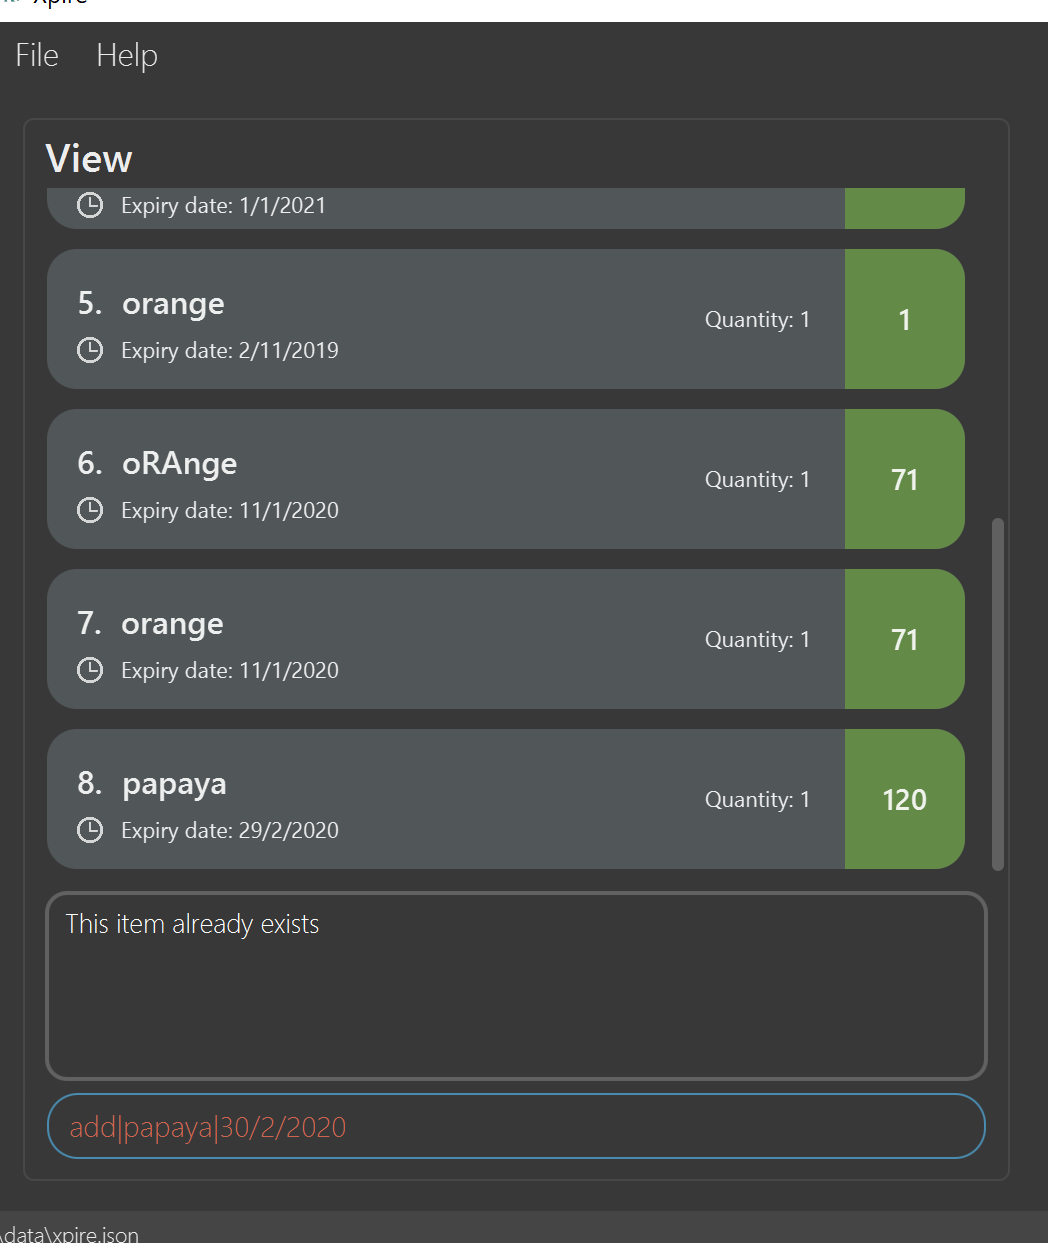 Xpire
File Help
View
Expiry date: 1/1/2021
5. orange
Quantity: 1
1
Expiry date: 2/11/2019
6. oRAnge
Quantity: 1
71
Expiry date: 11/1/2020
7. orange
Quantity: 1
71
Expiry date: 11/1/2020
8. papaya
Quantity: 1
120
Expiry date: 29/2/2020
This item already exists
add|papaya|30/2/2020
\data\xpire.json